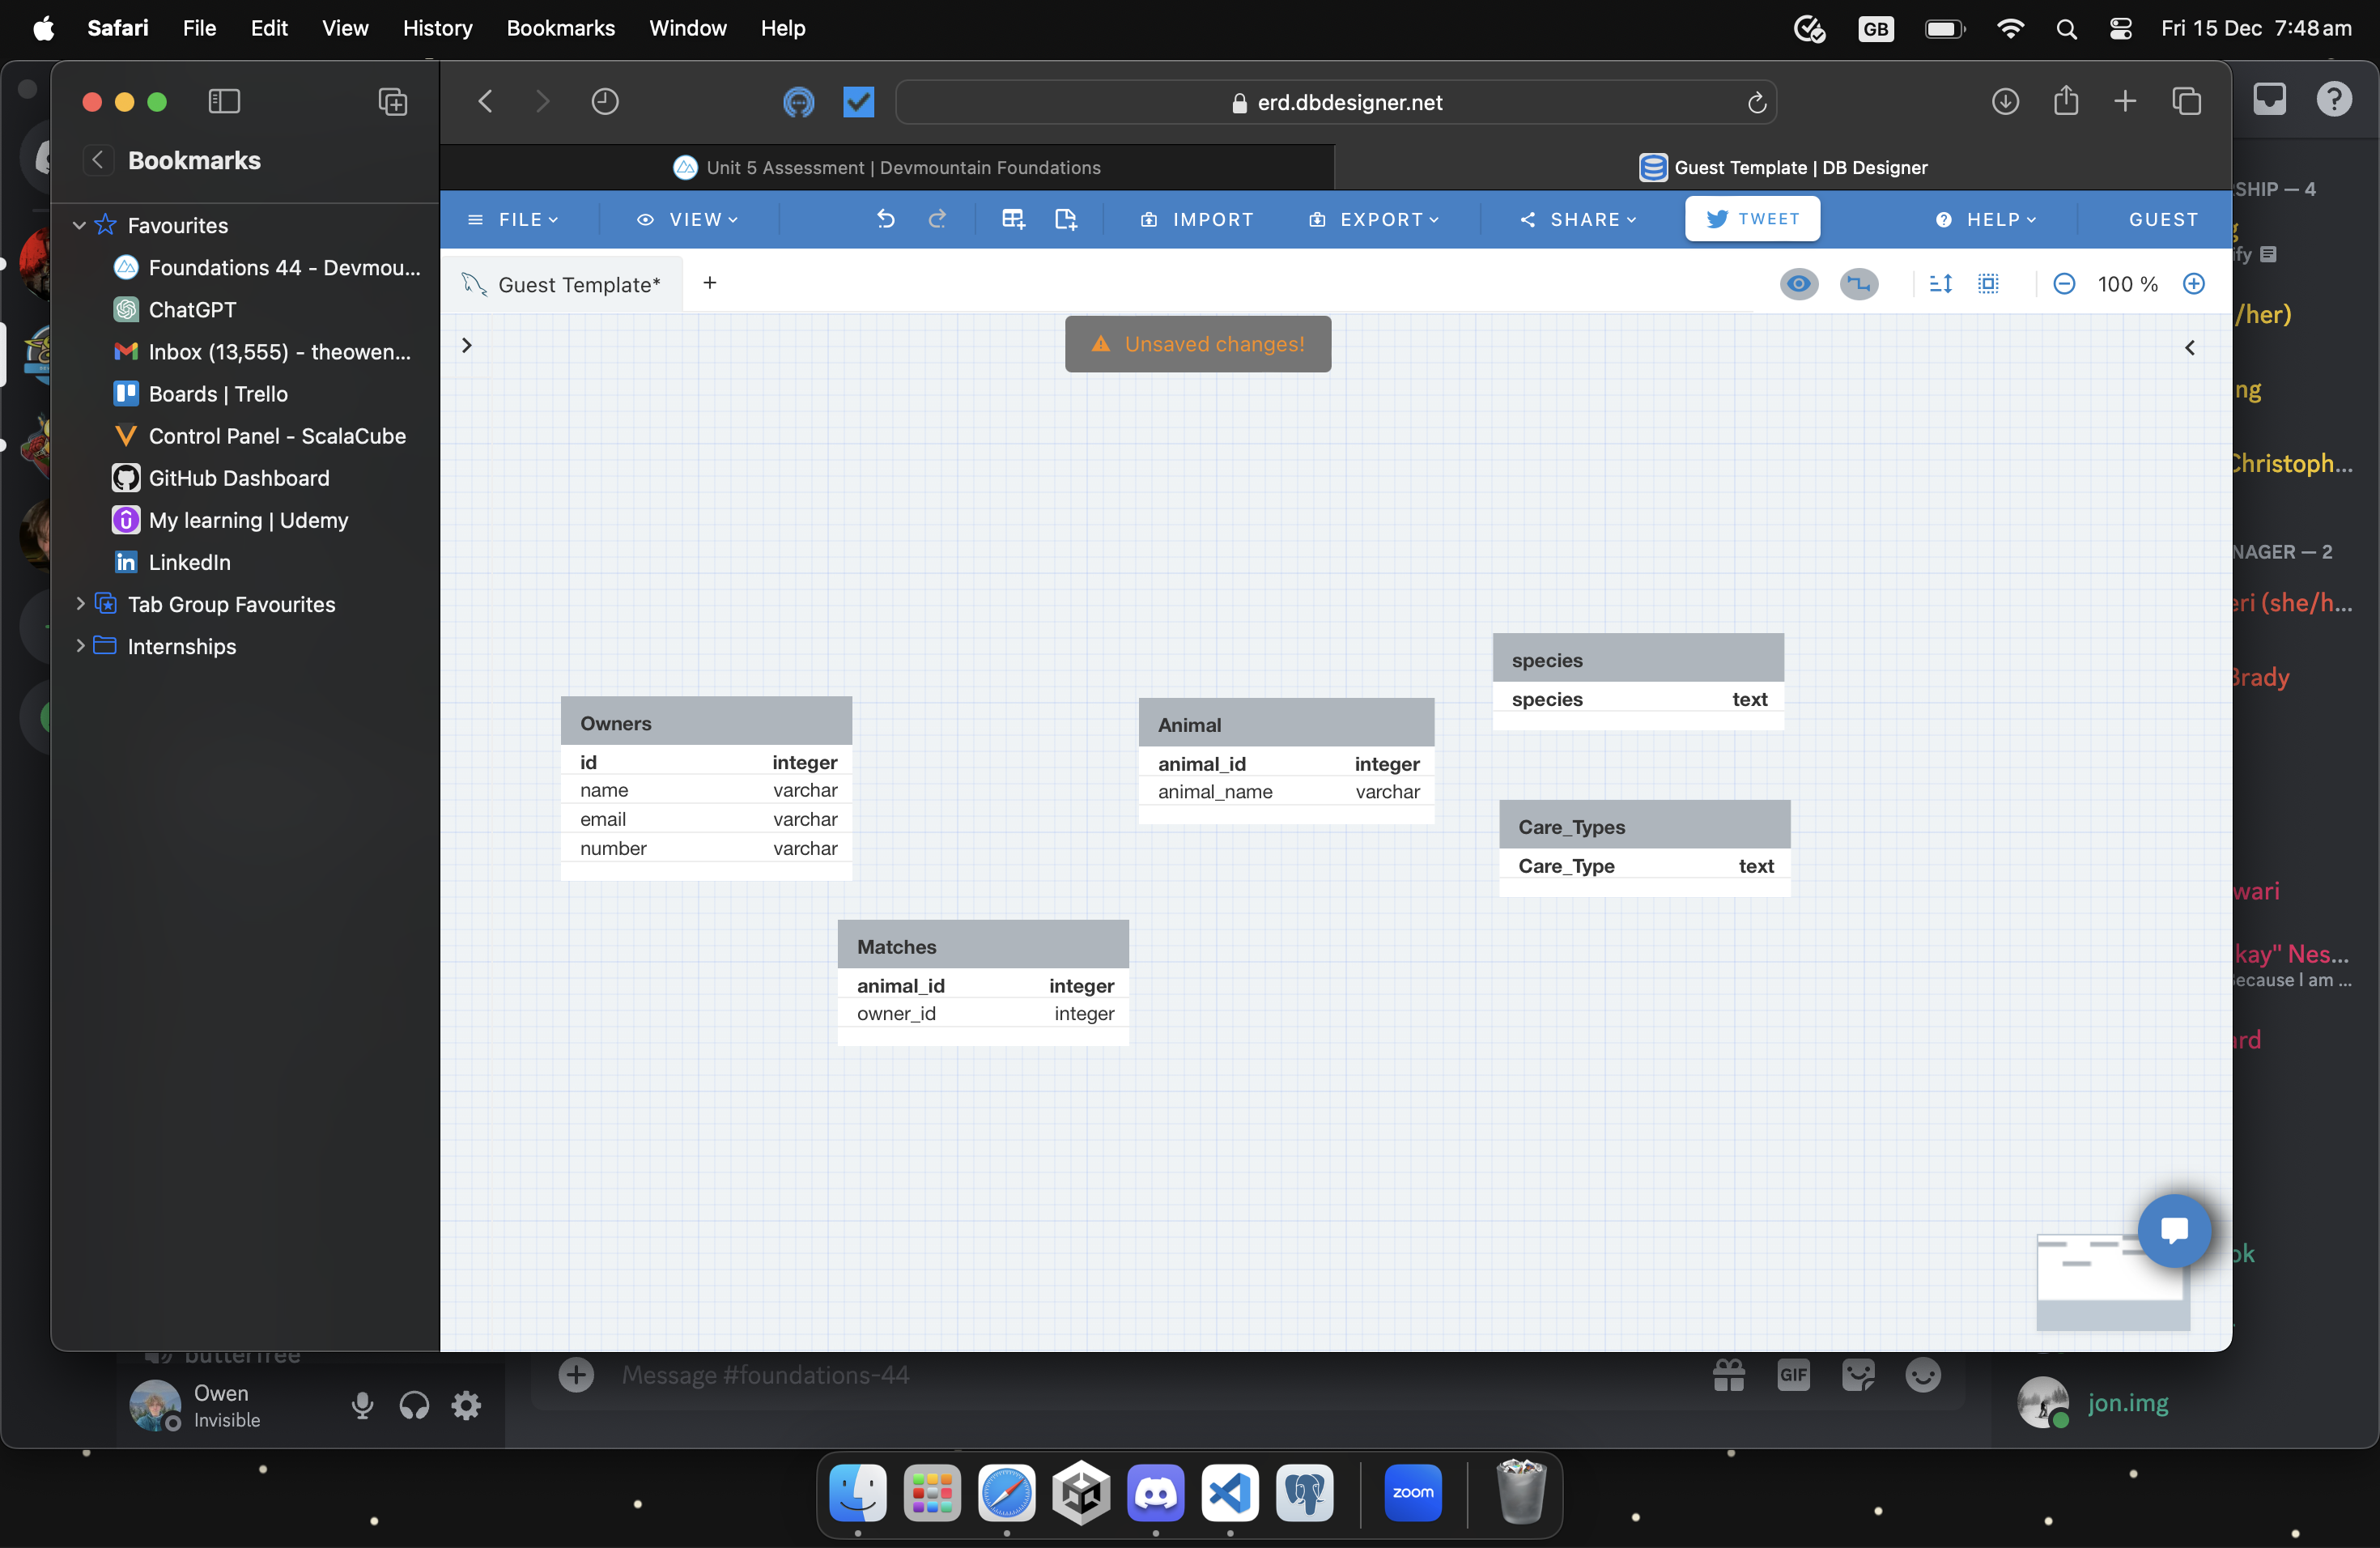 Safari File Edit View History Bookmarks Window Help GB Fri 15 Dec 7:48 am
erd.dbdesigner.net
Bookmarks
Unit 5 Assessment | Devmountain Foundations
Guest Template | DB Designer
SHIP — 4
Favourites
FILE VIEW IMPORT EXPORT SHARE TWEET HELP GUEST
Foundations 44 - Devmou...
Guest Template* +
100 %
ChatGPT
/her)
Inbox (13,555) - theowen...
Unsaved changes!
Boards | Trello
ng
Control Panel - ScalaCube
Christoph...
GitHub Dashboard
My learning | Udemy
NAGER — 2
LinkedIn
Tab Group Favourites
eri (she/h...
Internships
Brady
species
species text
Owners
id integer
name varchar
email varchar
number varchar
Animal
animal_id integer
animal_name varchar
Care_Types
Care_Type text
wari
Matches
animal_id integer
owner_id integer
kay" Nes...
Because I am ...
ard
ok
butterfree
Message #foundations-44
GIF
Owen
Invisible
jon.img
zoom